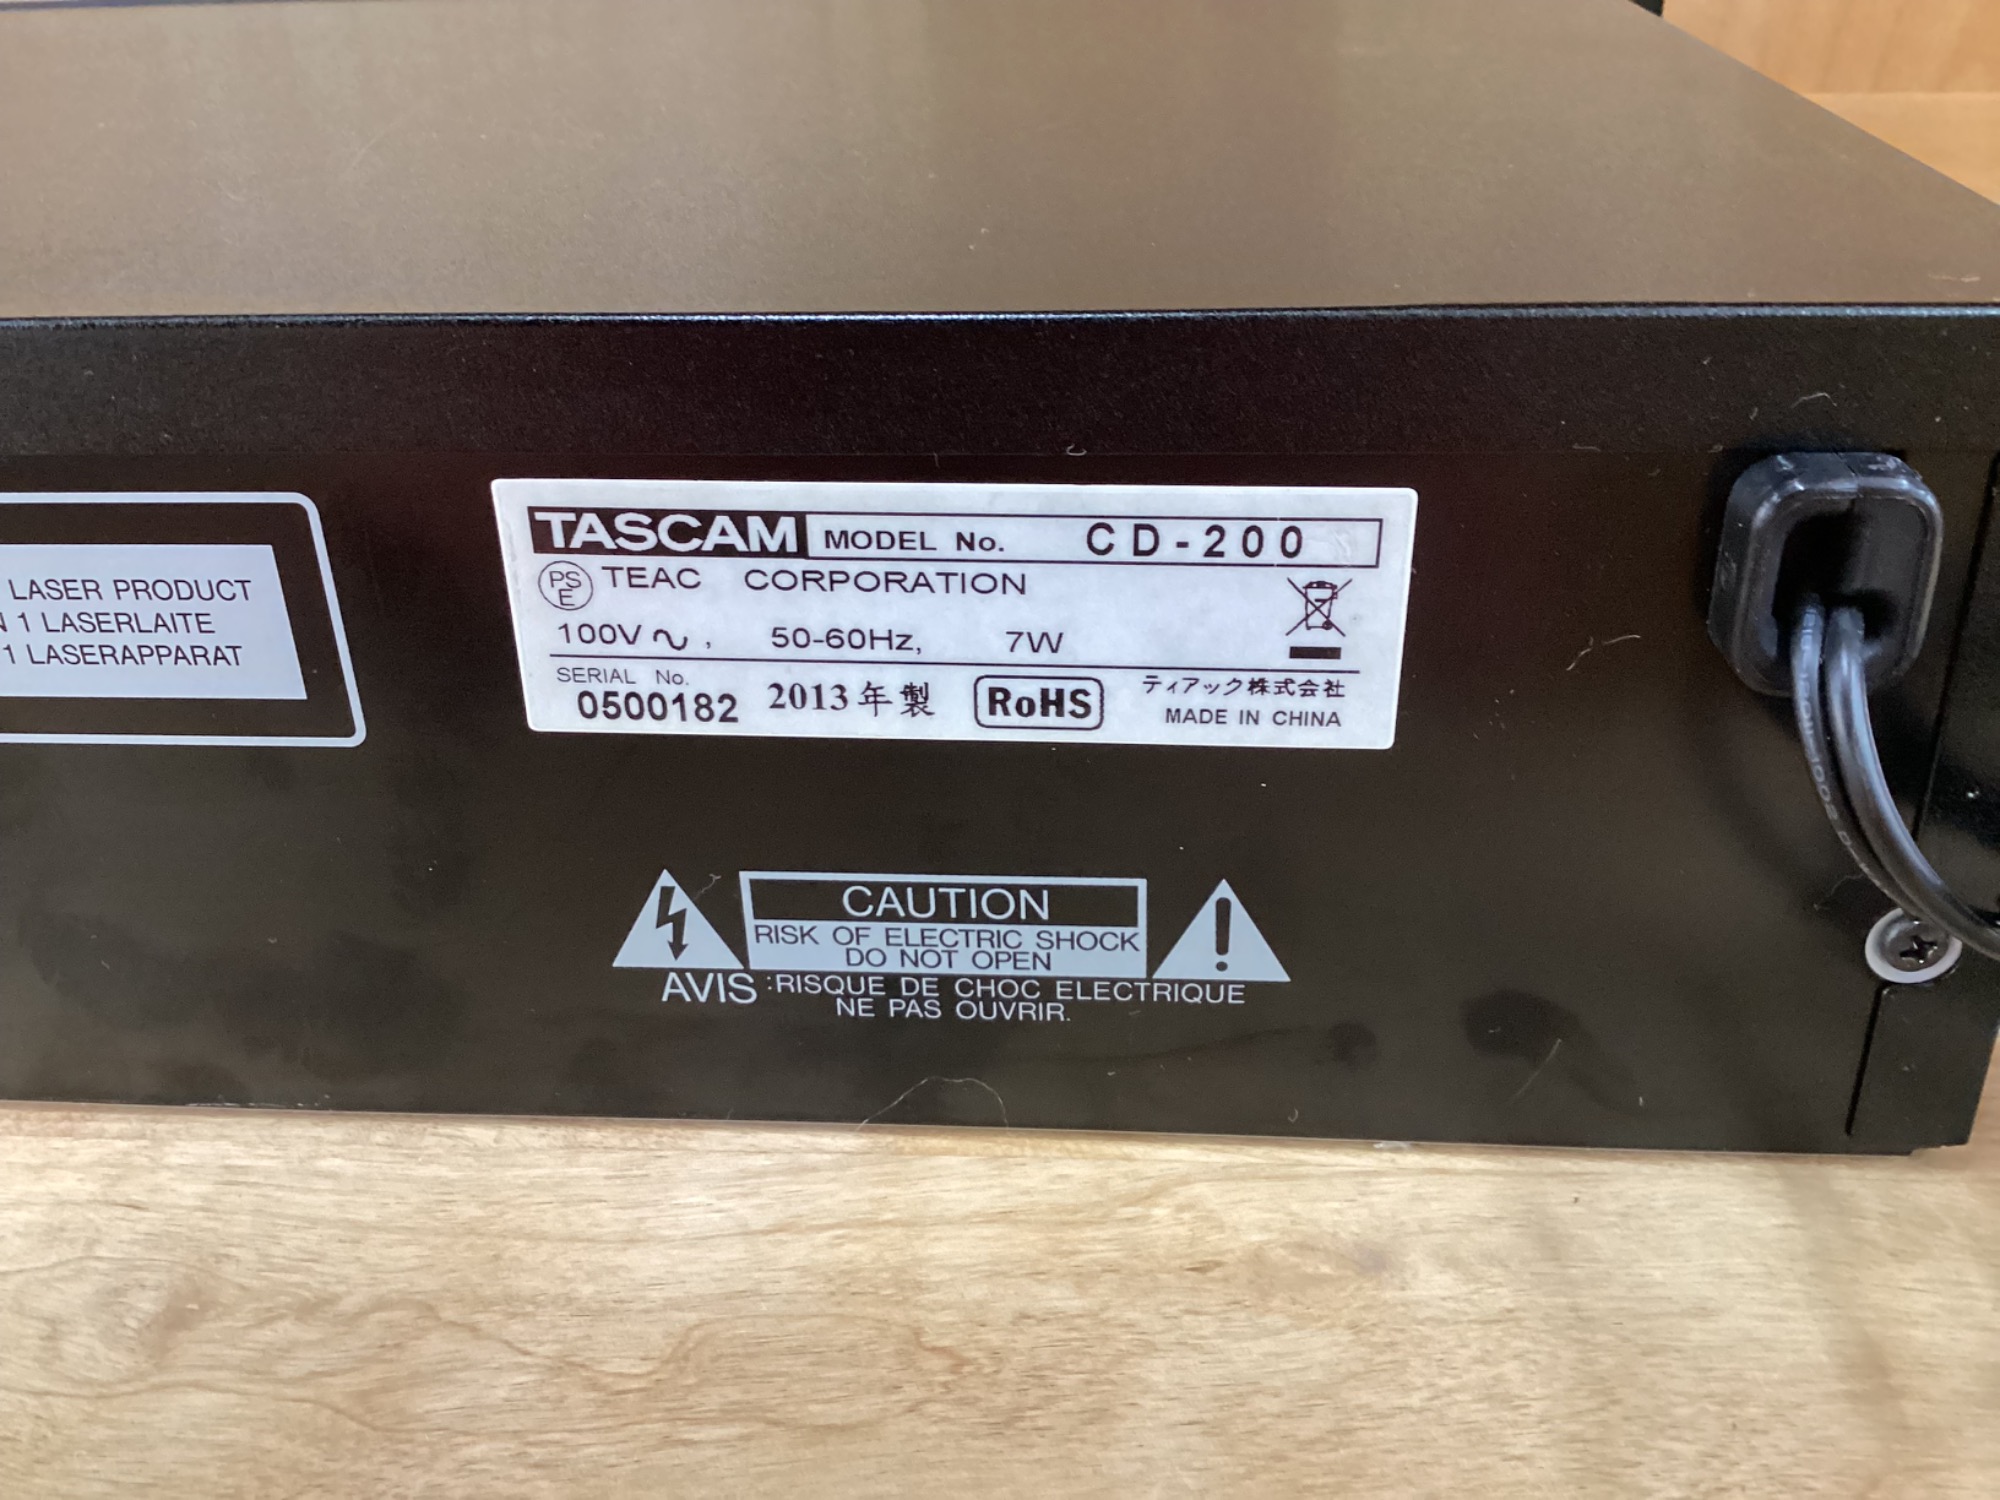 LASER PRODUCT
1 LASERLAITE
1 LASERAPPARAT
TASCAM MODEL No. CD-200
PSE TEAC CORPORATION
100V ~, 50-60Hz, 7W
SERIAL No.
0500182 2013年製 RoHS
ティアック株式会社
MADE IN CHINA
CAUTION
RISK OF ELECTRIC SHOCK
DO NOT OPEN
AVIS :RISQUE DE CHOC ELECTRIQUE
NE PAS OUVRIR.